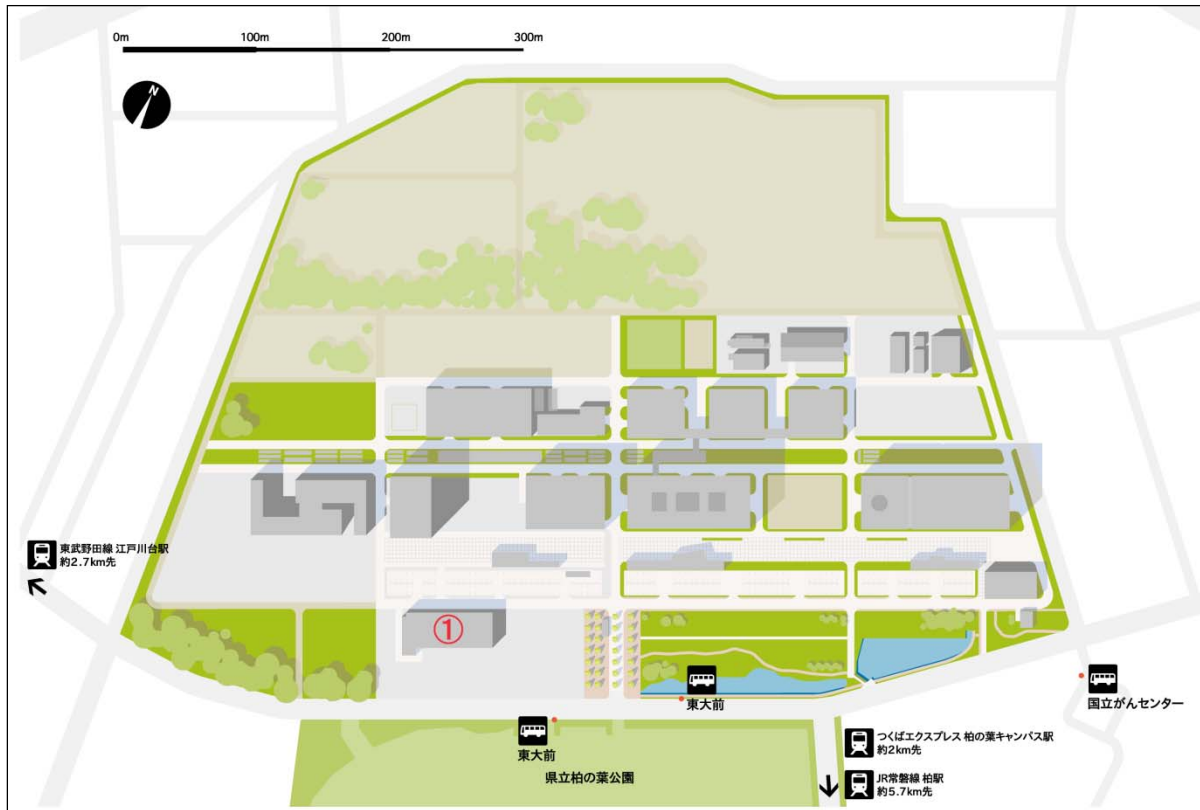 0m 100m 200m 300m
N
東武野田線 江戸川台駅
約2.7km先
①
東大前
国立がんセンター
東大前
つくばエクスプレス 柏の葉キャンパス駅
約2km先
県立柏の葉公園
JR常磐線 柏駅
約5.7km先